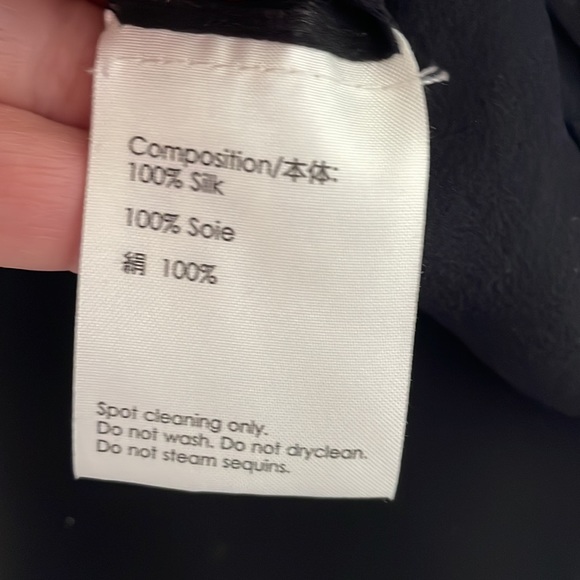 Composition/本体:
100% Silk
100% Soie
絹 100%
Spot cleaning only.
Do not wash. Do not dryclean.
Do not steam sequins.